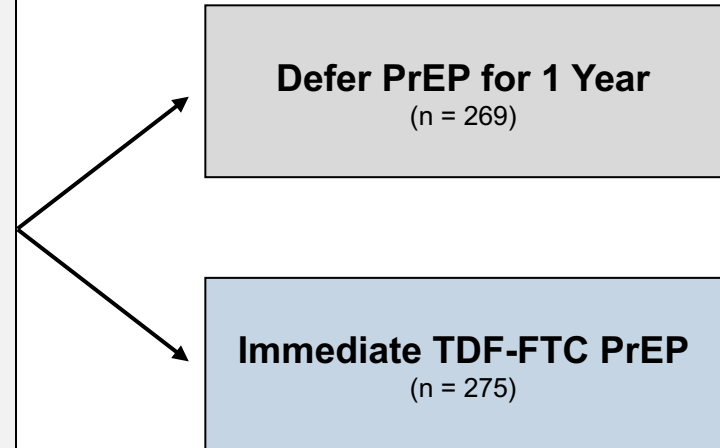 Defer PrEP for 1 Year
(n = 269)
Immediate TDF-FTC PrEP
(n = 275)